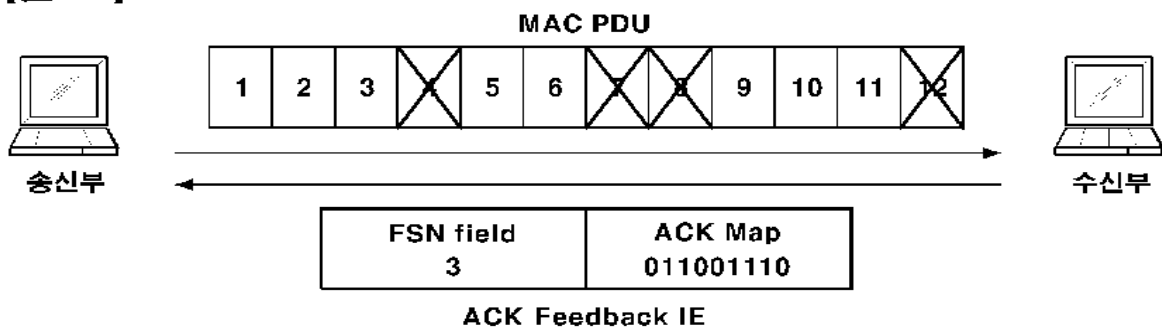 MAC PDU
1 2 3 4 5 6 7 8 9 10 11 12
송신부 수신부
FSN field ACK Map
3 011001110
ACK Feedback IE